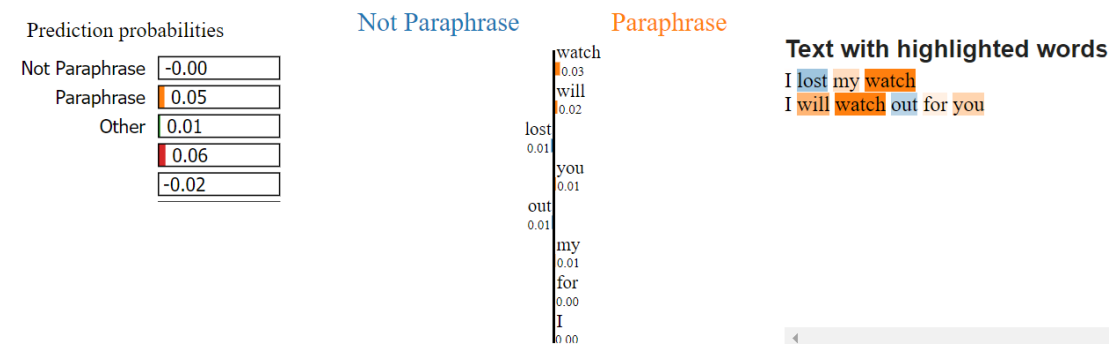 Prediction probabilities
Not Paraphrase -0.00
Paraphrase 0.05
Other 0.01
0.06
-0.02
Not Paraphrase Paraphrase
watch
0.03
will
0.02
lost
0.01
you
0.01
out
0.01
my
0.01
for
0.00
I
0.00
Text with highlighted words
I lost my watch
I will watch out for you